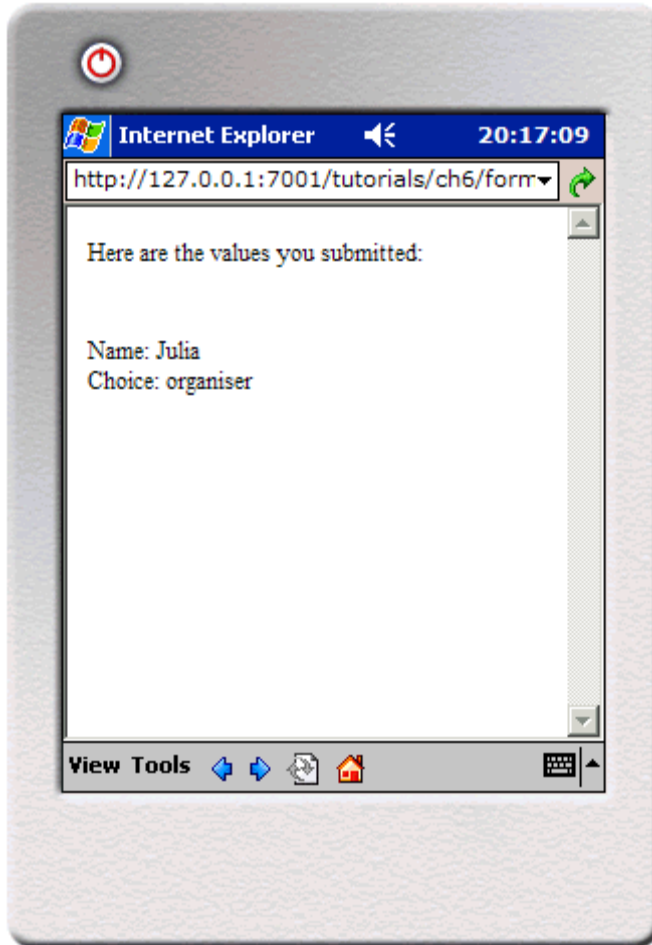 Internet Explorer 20:17:09
http://127.0.0.1:7001/tutorials/ch6/form
Here are the values you submitted:
Name: Julia
Choice: organiser
View Tools